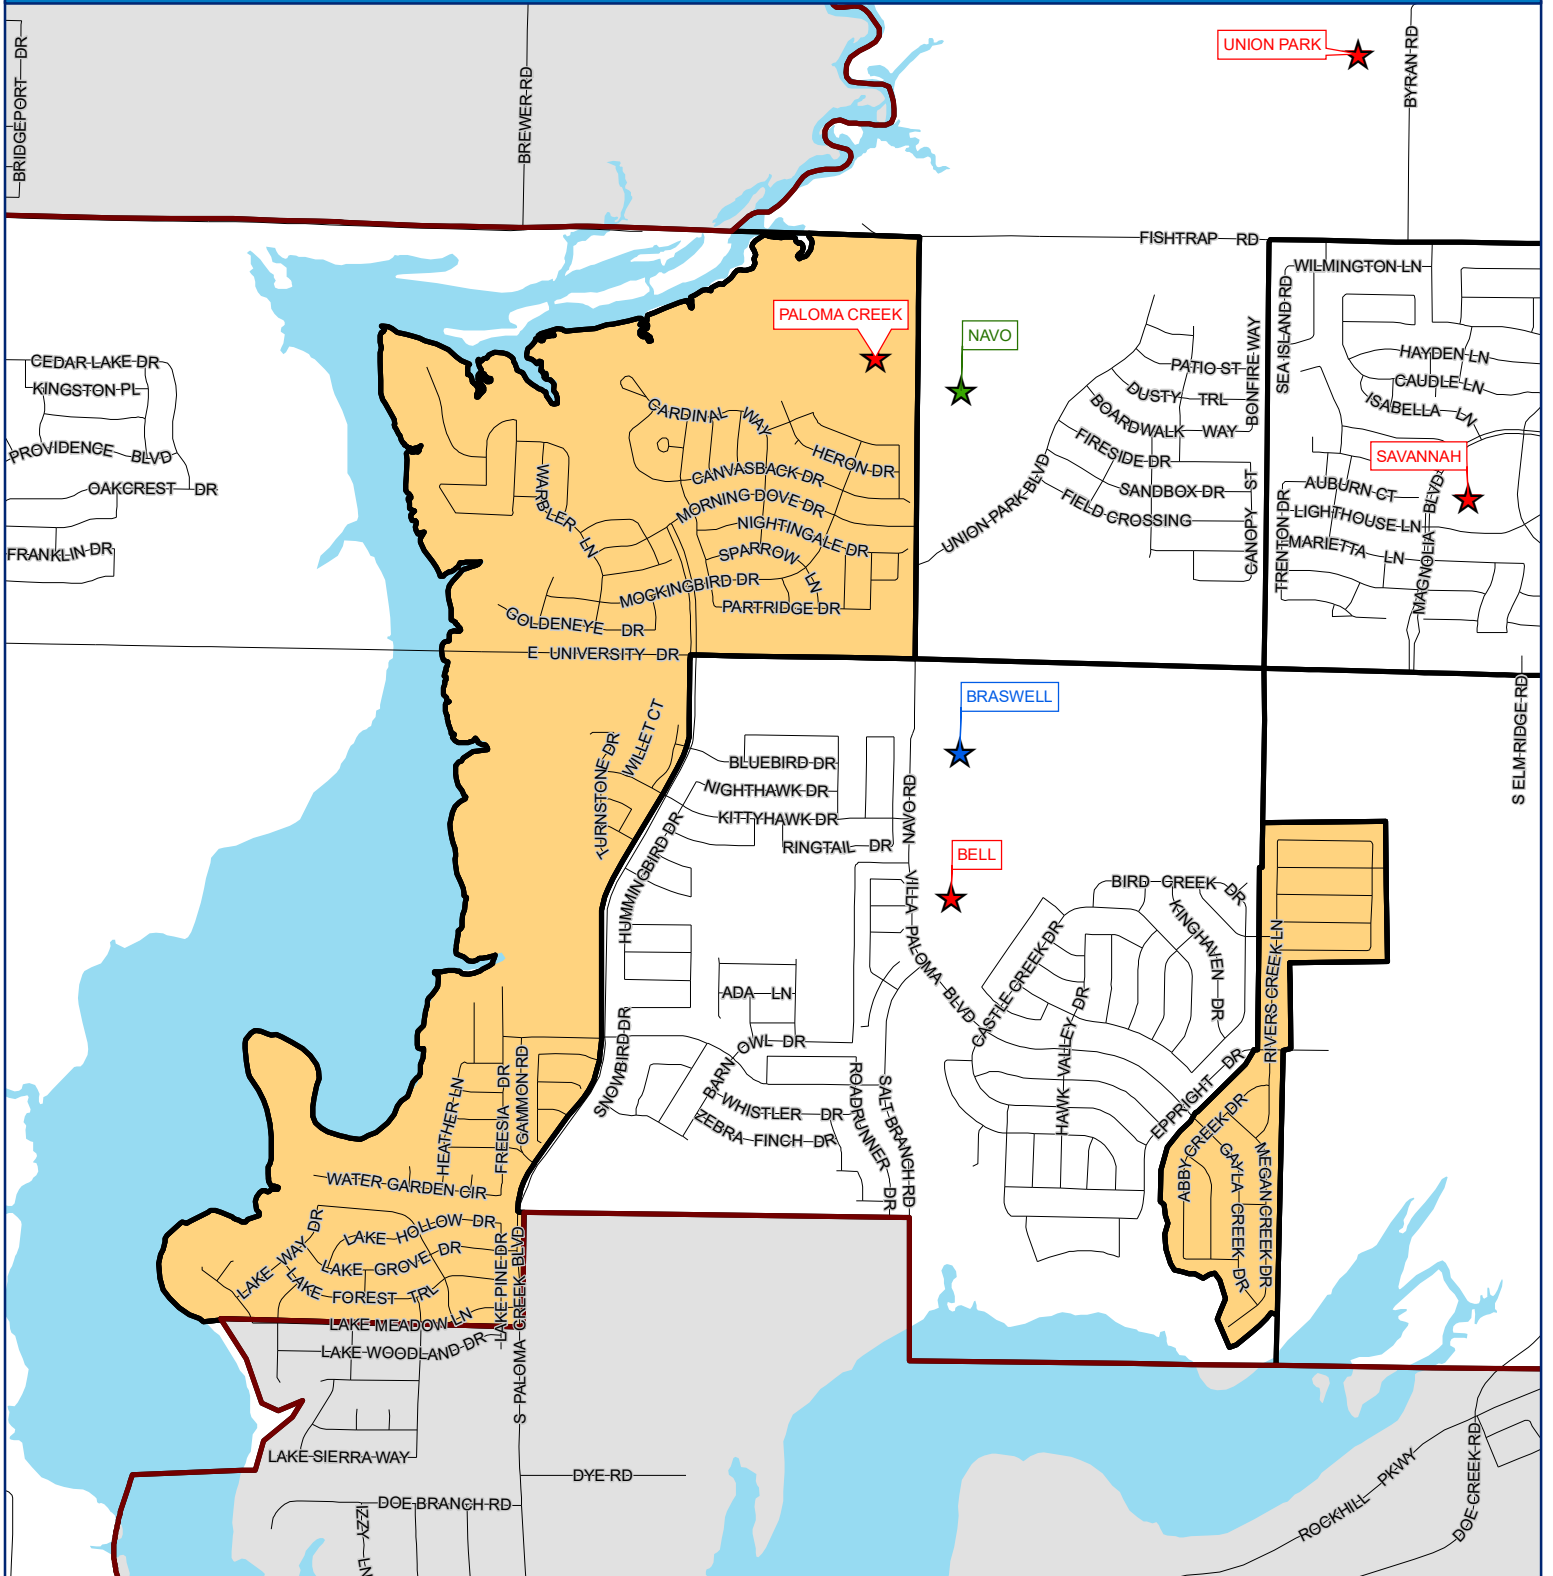 BRIDGEPORT DR
BREWER RD
UNION PARK
BYRAN RD
FISHTRAP RD
WILMINGTON LN
SEA ISLAND RD
PALOMA CREEK
NAVO
CEDAR LAKE DR
KINGSTON PL
PROVIDENCE BLVD
OAKCREST DR
FRANKLIN DR
PATIO ST
BONFIRE WAY
DUSTY TRL
BOARDWALK WAY
FIRESIDE DR
SANDBOX DR
FIELD CROSSING
CANOPY ST
UNION PARK BLVD
HAYDEN LN
CAUDLE LN
ISABELLA LN
SAVANNAH
AUBURN CT
LIGHTHOUSE LN
MARIETTA LN
TRENTON DR
MAGNOLIA BLVD
CARDINAL WAY
HERON DR
CANVASBACK DR
MORNING DOVE DR
NIGHTINGALE DR
SPARROW LN
WARBLER LN
MOCKINGBIRD DR
PARTRIDGE DR
GOLDENEYE DR
E UNIVERSITY DR
BRASWELL
S ELM RIDGE RD
WILLET CT
TURNSTONE DR
BLUEBIRD DR
NIGHTHAWK DR
KITTYHAWK DR
RINGTAIL DR
NAVO RD
HUMMINGBIRD DR
BELL
VILLA PALOMA BLVD
BIRD CREEK DR
KINGHAVEN DR
CASTLE CREEK DR
HAWK VALLEY DR
RIVERS CREEK LN
ADA LN
BARN OWL DR
SNOWBIRD DR
WHISTLER DR
ZEBRA FINCH DR
ROADRUNNER DR
SALT BRANCH RD
EPPRIGHT DR
ABBY CREEK DR
GAYLA CREEK DR
MEGAN CREEK DR
HEATHER LN
FREESIA DR
GAMMON RD
WATER GARDEN CIR
LAKE WAY DR
LAKE HOLLOW DR
LAKE GROVE DR
LAKE FOREST TRL
LAKE PINE DR
LAKE MEADOW LN
LAKE WOODLAND DR
S PALOMA CREEK BLVD
LAKE SIERRA WAY
DYE RD
DOE BRANCH RD
IZZY LN
ROCKHILL PKWY
DOE CREEK RD